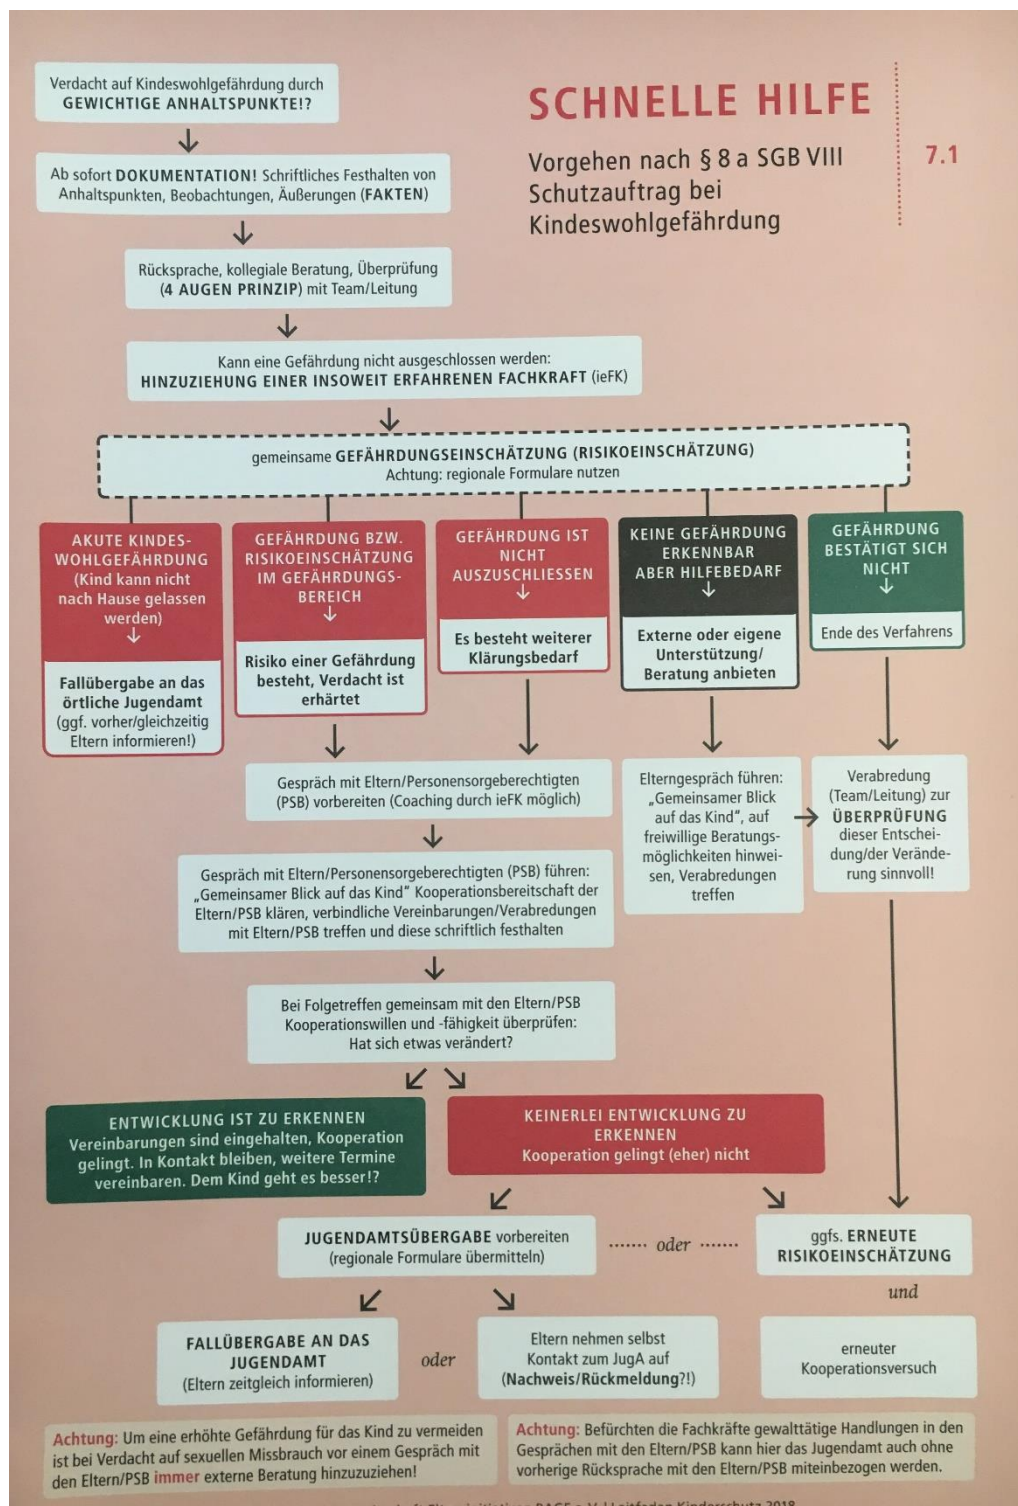 SCHNELLE HILFE
Vorgehen nach § 8 a SGB VIII
Schutzauftrag bei
Kindeswohlgefährdung
7.1
Verdacht auf Kindeswohlgefährdung durch
GEWICHTIGE ANHALTSPUNKTE!?
Ab sofort DOKUMENTATION! Schriftliches Festhalten von
Anhaltspunkten, Beobachtungen, Äußerungen (FAKTEN)
Rücksprache, kollegiale Beratung, Überprüfung
(4 AUGEN PRINZIP) mit Team/Leitung
Kann eine Gefährdung nicht ausgeschlossen werden:
HINZUZIEHUNG EINER INSOWEIT ERFAHRENEN FACHKRAFT (ieFK)
gemeinsame GEFÄHRDUNGSEINSCHÄTZUNG (RISIKOEINSCHÄTZUNG)
Achtung: regionale Formulare nutzen
AKUTE KINDES-
WOHLGEFÄHRDUNG
(Kind kann nicht
nach Hause gelassen
werden)
Fallübergabe an das
örtliche Jugendamt
(ggf. vorher/gleichzeitig
Eltern informieren!)
GEFÄHRDUNG BZW.
RISIKOEINSCHÄTZUNG
IM GEFÄHRDUNGS-
BEREICH
Risiko einer Gefährdung
besteht, Verdacht ist
erhärtet
GEFÄHRDUNG IST
NICHT
AUSZUSCHLIESSEN
Es besteht weiterer
Klärungsbedarf
KEINE GEFÄHRDUNG
ERKENNBAR
ABER HILFEBEDARF
Externe oder eigene
Unterstützung/
Beratung anbieten
GEFÄHRDUNG
BESTÄTIGT SICH
NICHT
Ende des Verfahrens
Gespräch mit Eltern/Personensorgeberechtigten
(PSB) vorbereiten (Coaching durch ieFK möglich)
Elterngespräch führen:
„Gemeinsamer Blick
auf das Kind“, auf
freiwillige Beratungs-
möglichkeiten hinwei-
sen, Verabredungen
treffen
Verabredung
(Team/Leitung) zur
ÜBERPRÜFUNG
dieser Entschei-
dung/der Verände-
rung sinnvoll!
Gespräch mit Eltern/Personensorgeberechtigten (PSB) führen:
„Gemeinsamer Blick auf das Kind“ Kooperationsbereitschaft der
Eltern/PSB klären, verbindliche Vereinbarungen/Verabredungen
mit Eltern/PSB treffen und diese schriftlich festhalten
Bei Folgetreffen gemeinsam mit den Eltern/PSB
Kooperationswillen und -fähigkeit überprüfen:
Hat sich etwas verändert?
ENTWICKLUNG IST ZU ERKENNEN
Vereinbarungen sind eingehalten, Kooperation
gelingt. In Kontakt bleiben, weitere Termine
vereinbaren. Dem Kind geht es besser!?
KEINERLEI ENTWICKLUNG ZU
ERKENNEN
Kooperation gelingt (eher) nicht
JUGENDAMTSÜBERGABE vorbereiten
(regionale Formulare übermitteln)
oder
ggfs. ERNEUTE
RISIKOEINSCHÄTZUNG
und
FALLÜBERGABE AN DAS
JUGENDAMT
(Eltern zeitgleich informieren)
oder
Eltern nehmen selbst
Kontakt zum JugA auf
(Nachweis/Rückmeldung?!)
erneuter
Kooperationsversuch
Achtung: Um eine erhöhte Gefährdung für das Kind zu vermeiden
ist bei Verdacht auf sexuellen Missbrauch vor einem Gespräch mit
den Eltern/PSB immer externe Beratung hinzuzuziehen!
Achtung: Befürchten die Fachkräfte gewalttätige Handlungen in den
Gesprächen mit den Eltern/PSB kann hier das Jugendamt auch ohne
vorherige Rücksprache mit den Eltern/PSB miteinbezogen werden.
Kinderschutz 2018